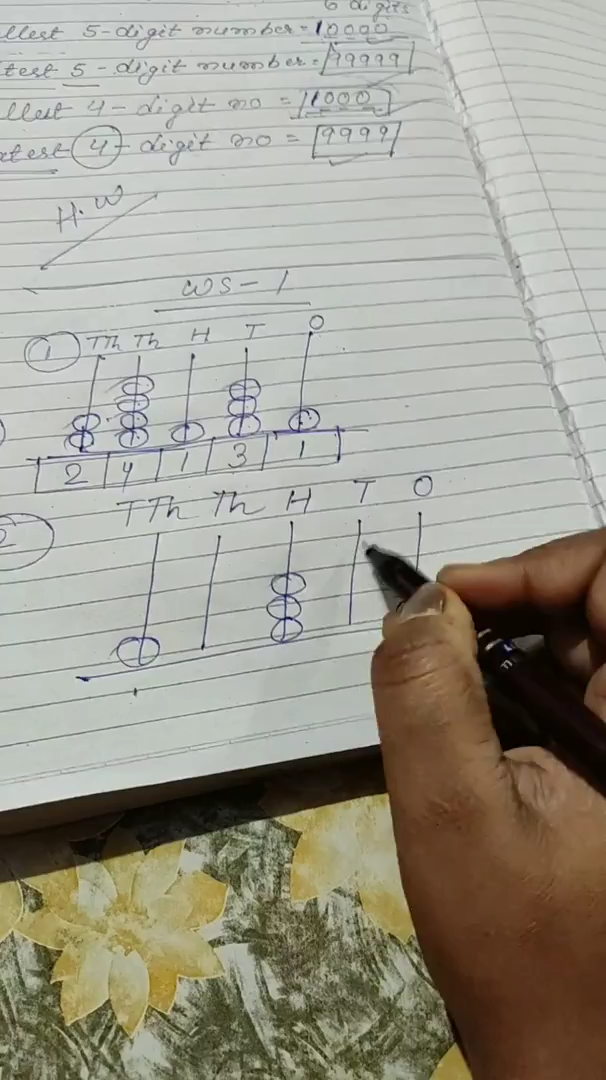 6 digits
llest 5-digit number = 10000
test 5-digit number = 99999
llest 4-digit no = 1000
atest 4-digit no = 9999
H.W
WS-1
1 TTh Th H T O
2 4 1 3 1
2 TTh Th H T O